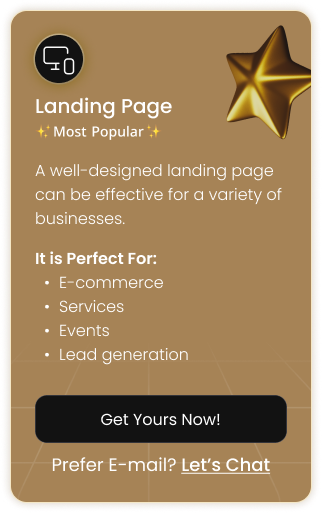 Landing Page
✨Most Popular✨
A well-designed landing page
can be effective for a variety of
businesses.
It is Perfect For:
• E-commerce
• Services
• Events
• Lead generation
Get Yours Now!
Prefer E-mail? Let’s Chat